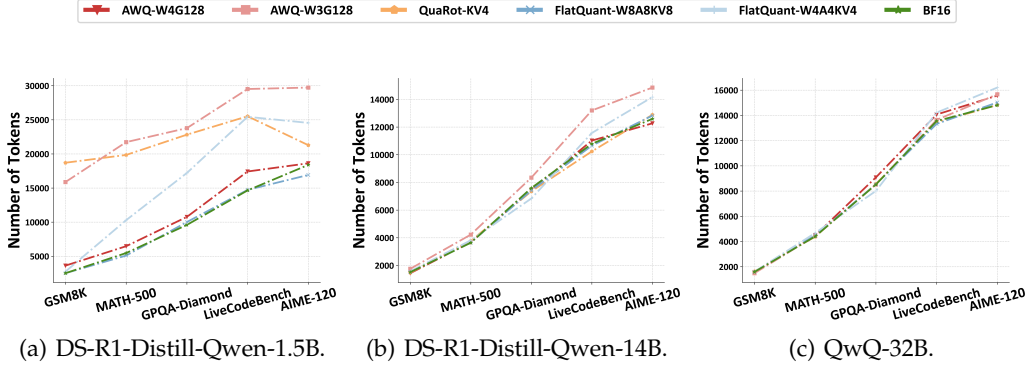 AWQ-W4G128 AWQ-W3G128 QuaRot-KV4 FlatQuant-W8A8KV8 FlatQuant-W4A4KV4 BF16
Number of Tokens
30000
25000
20000
15000
10000
5000
GSM8K MATH-500 GPQA-Diamond LiveCodeBench AIME-120
(a) DS-R1-Distill-Qwen-1.5B.
Number of Tokens
14000
12000
10000
8000
6000
4000
2000
GSM8K MATH-500 GPQA-Diamond LiveCodeBench AIME-120
(b) DS-R1-Distill-Qwen-14B.
Number of Tokens
16000
14000
12000
10000
8000
6000
4000
2000
GSM8K MATH-500 GPQA-Diamond LiveCodeBench AIME-120
(c) QwQ-32B.